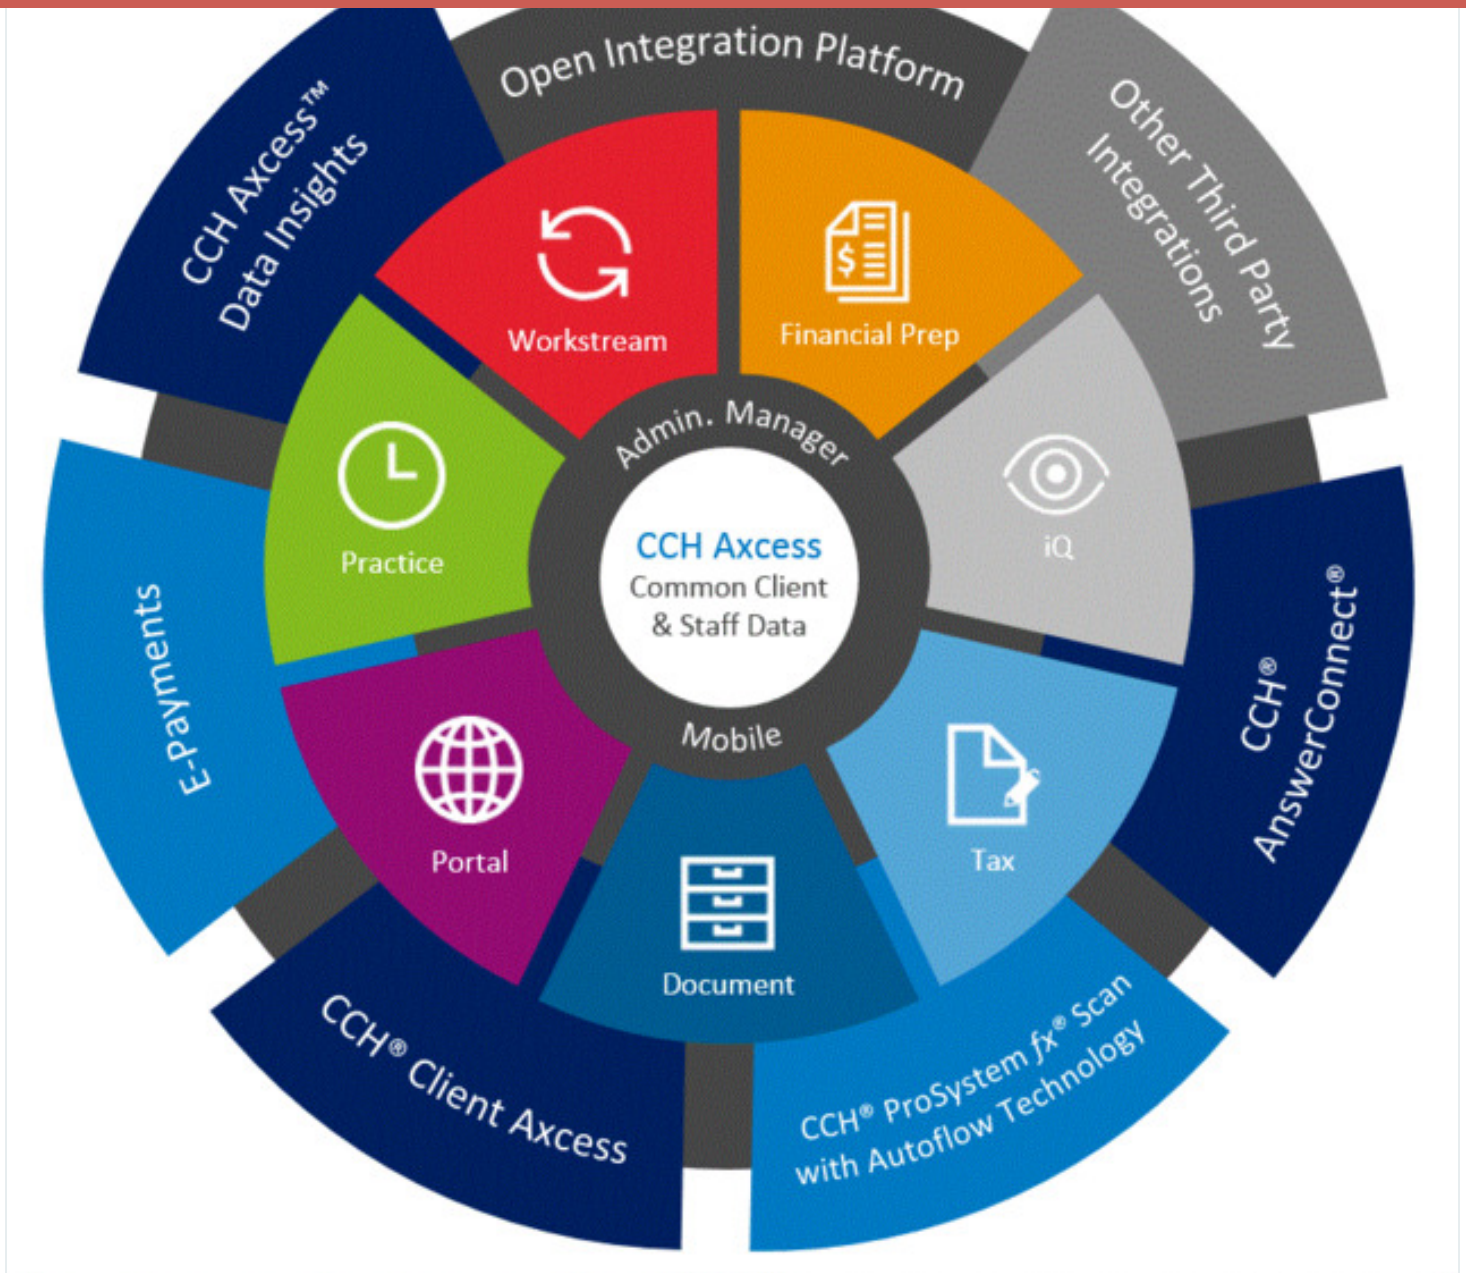 Open Integration Platform
CCH Axcess™
Data Insights
Other Third Party
Integrations
Workstream
Financial Prep
Admin. Manager
Practice
iQ
CCH Axcess
Common Client
& Staff Data
E-Payments
CCH®
AnswerConnect®
Mobile
Portal
Tax
Document
$
CCH® Client Axcess
CCH® ProSystem fx® Scan
with Autoflow Technology